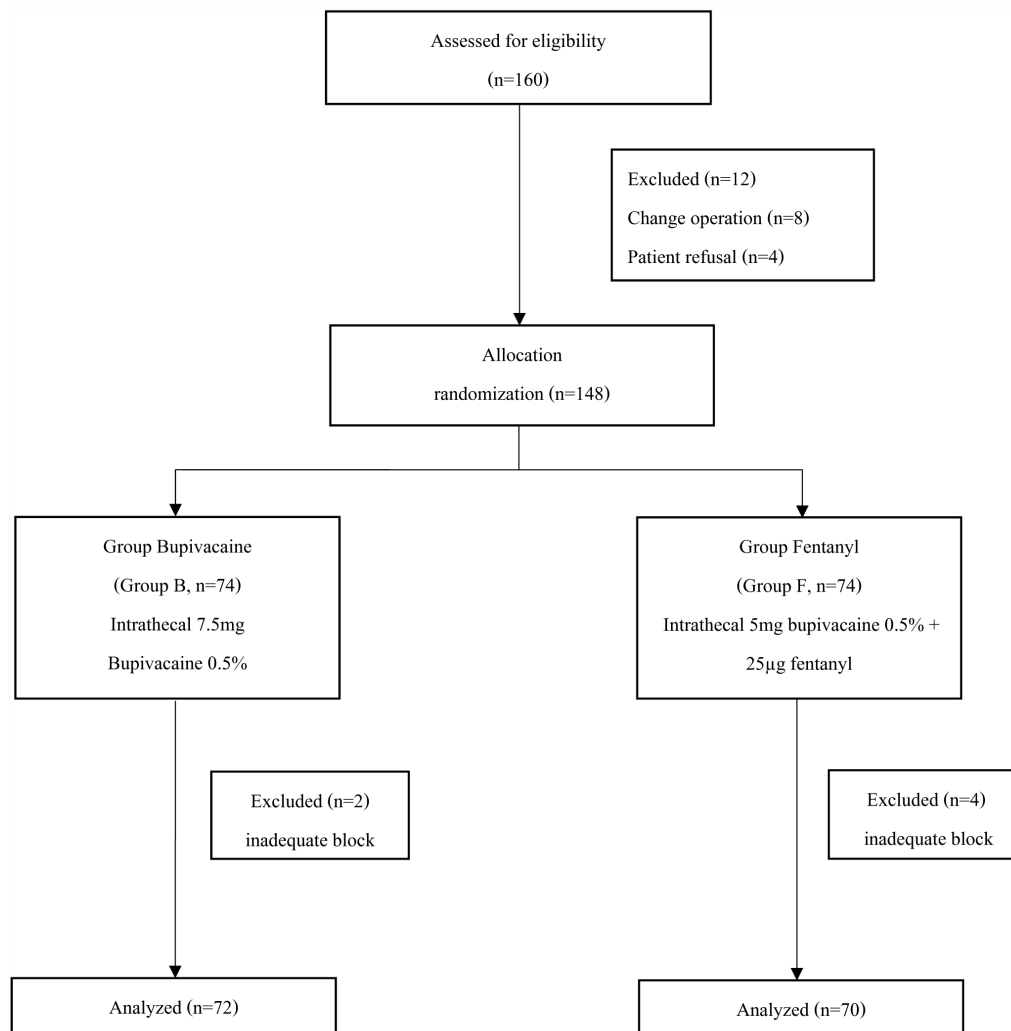 Assessed for eligibility
(n=160)
Excluded (n=12)
Change operation (n=8)
Patient refusal (n=4)
Allocation
randomization (n=148)
Group Bupivacaine
(Group B, n=74)
Intrathecal 7.5mg
Bupivacaine 0.5%
Group Fentanyl
(Group F, n=74)
Intrathecal 5mg bupivacaine 0.5% +
25µg fentanyl
Excluded (n=2)
inadequate block
Excluded (n=4)
inadequate block
Analyzed (n=72)
Analyzed (n=70)